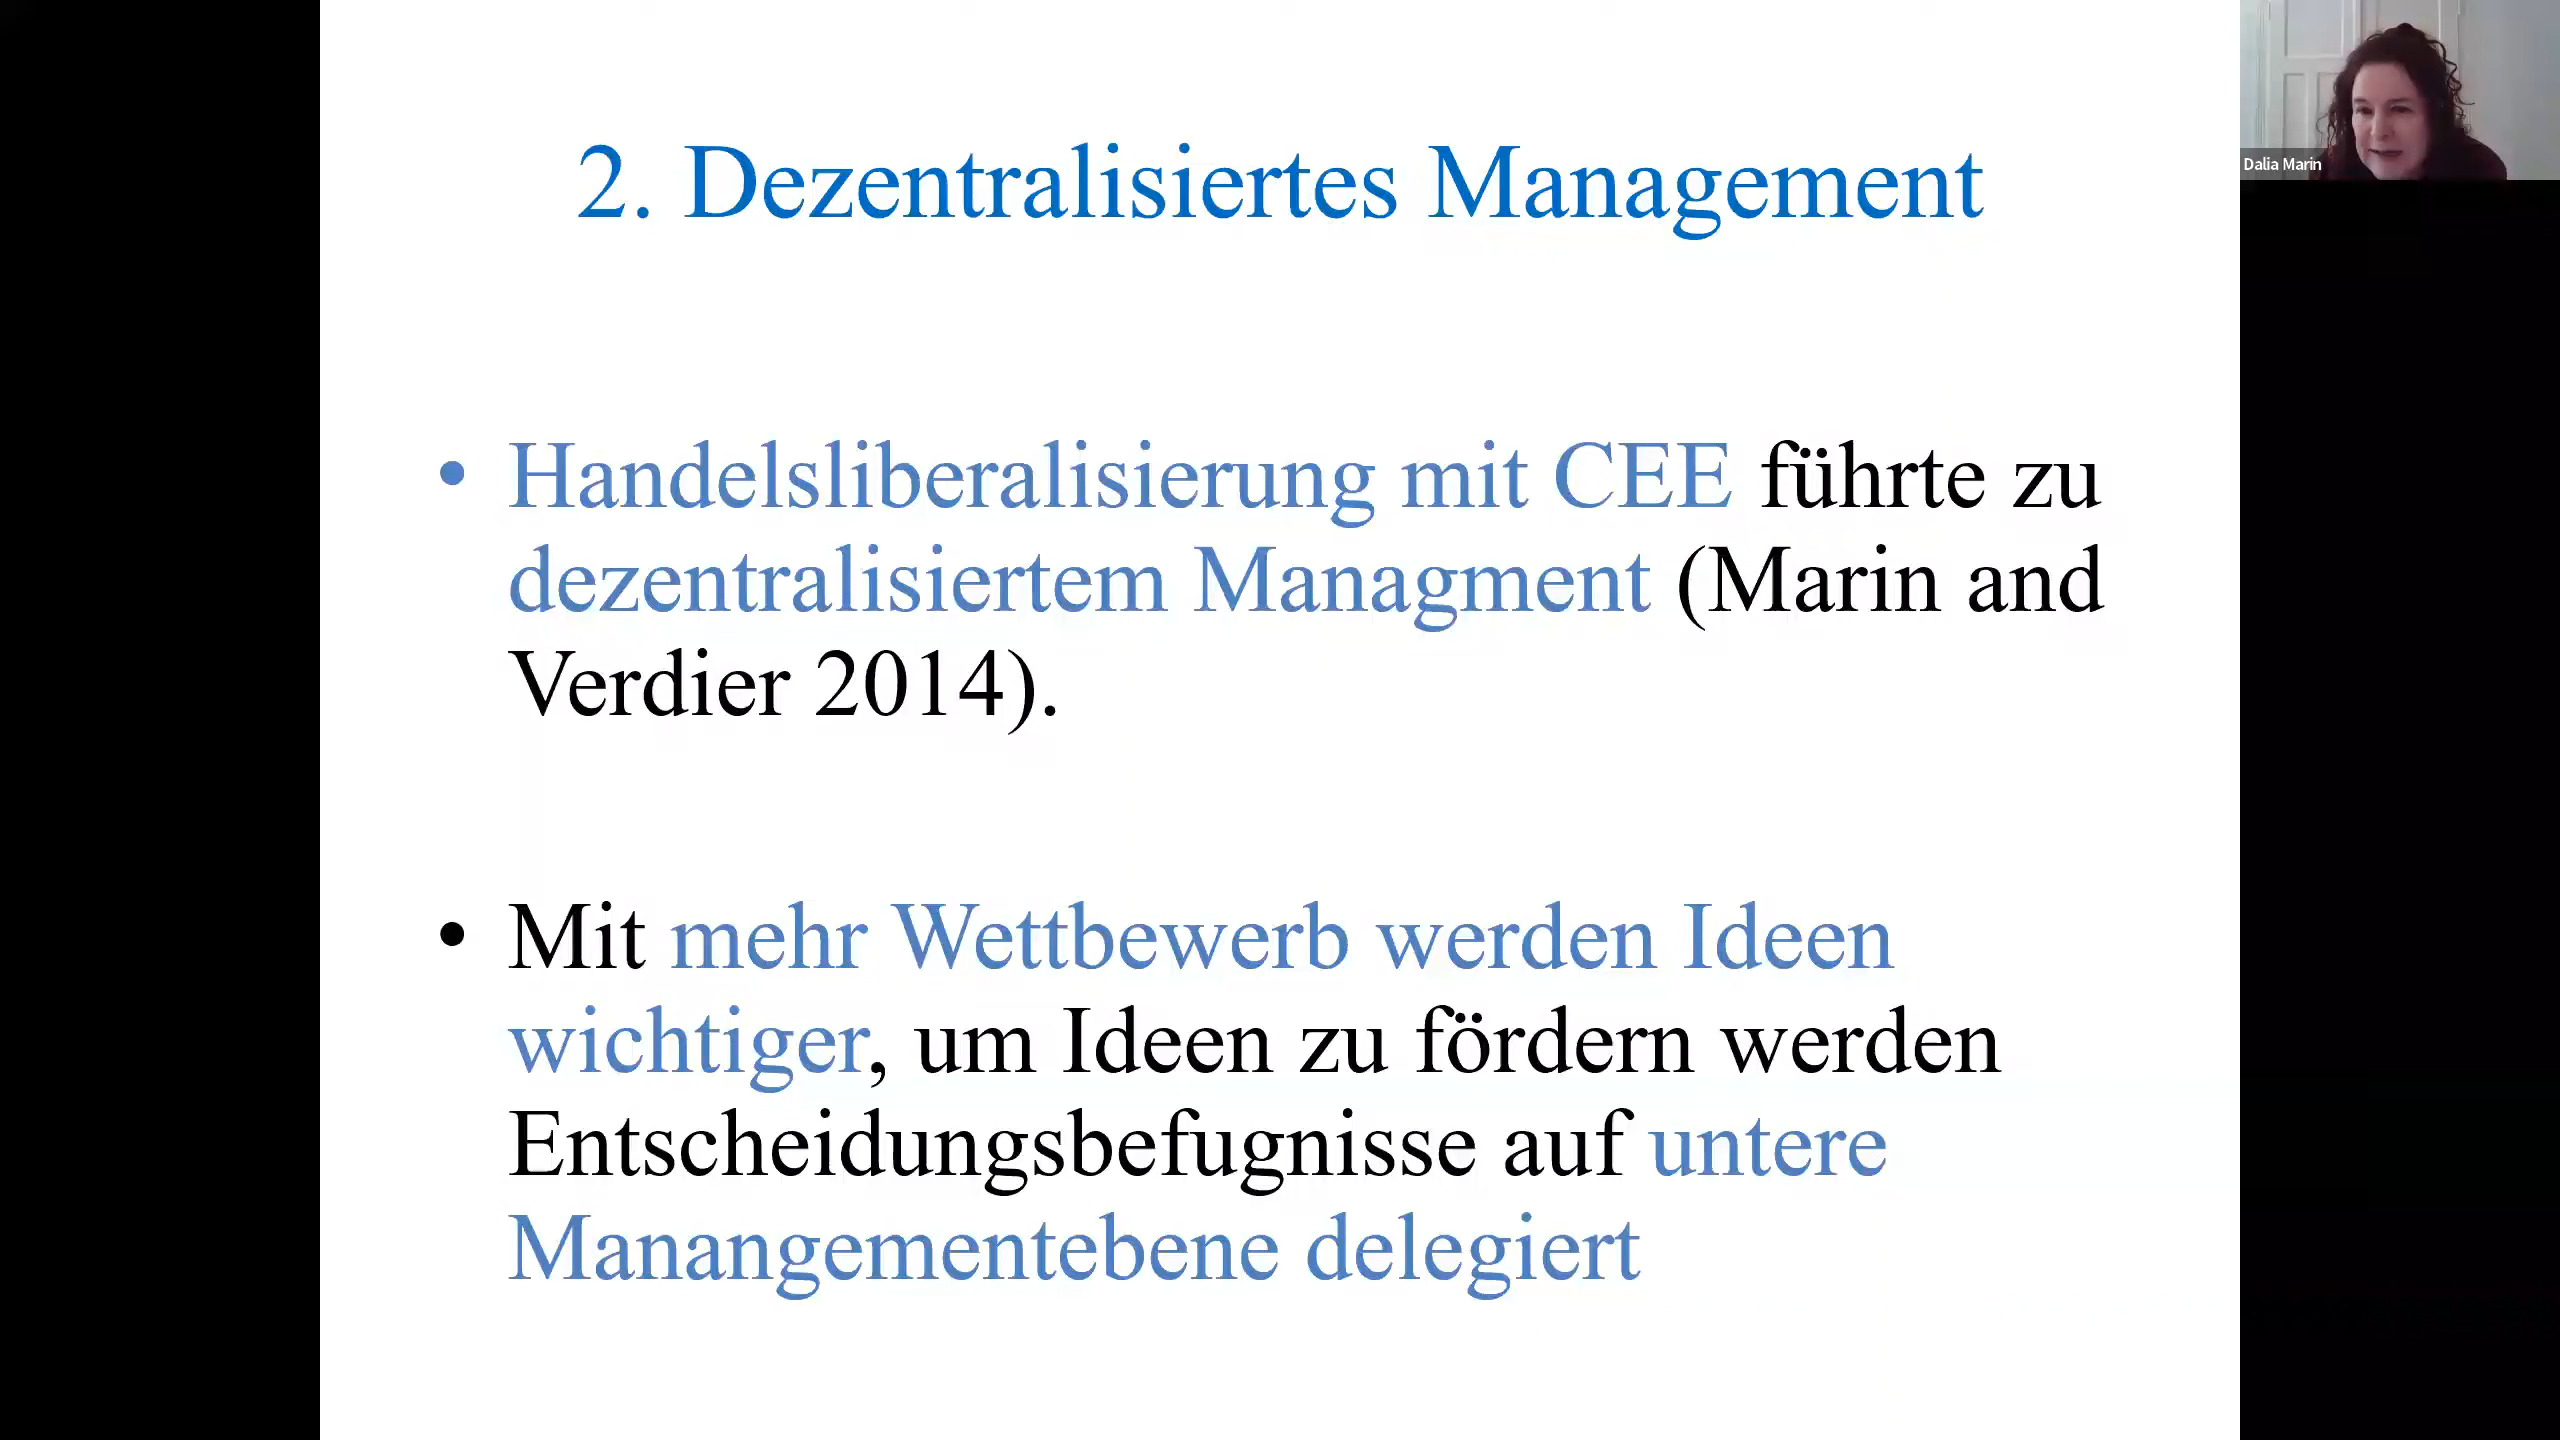 2. Dezentralisiertes Management
Dalia Marin
• Handelsliberalisierung mit CEE führte zu
dezentralisiertem Managment (Marin and
Verdier 2014).
• Mit mehr Wettbewerb werden Ideen
wichtiger, um Ideen zu fördern werden
Entscheidungsbefugnisse auf untere
Manangementebene delegiert